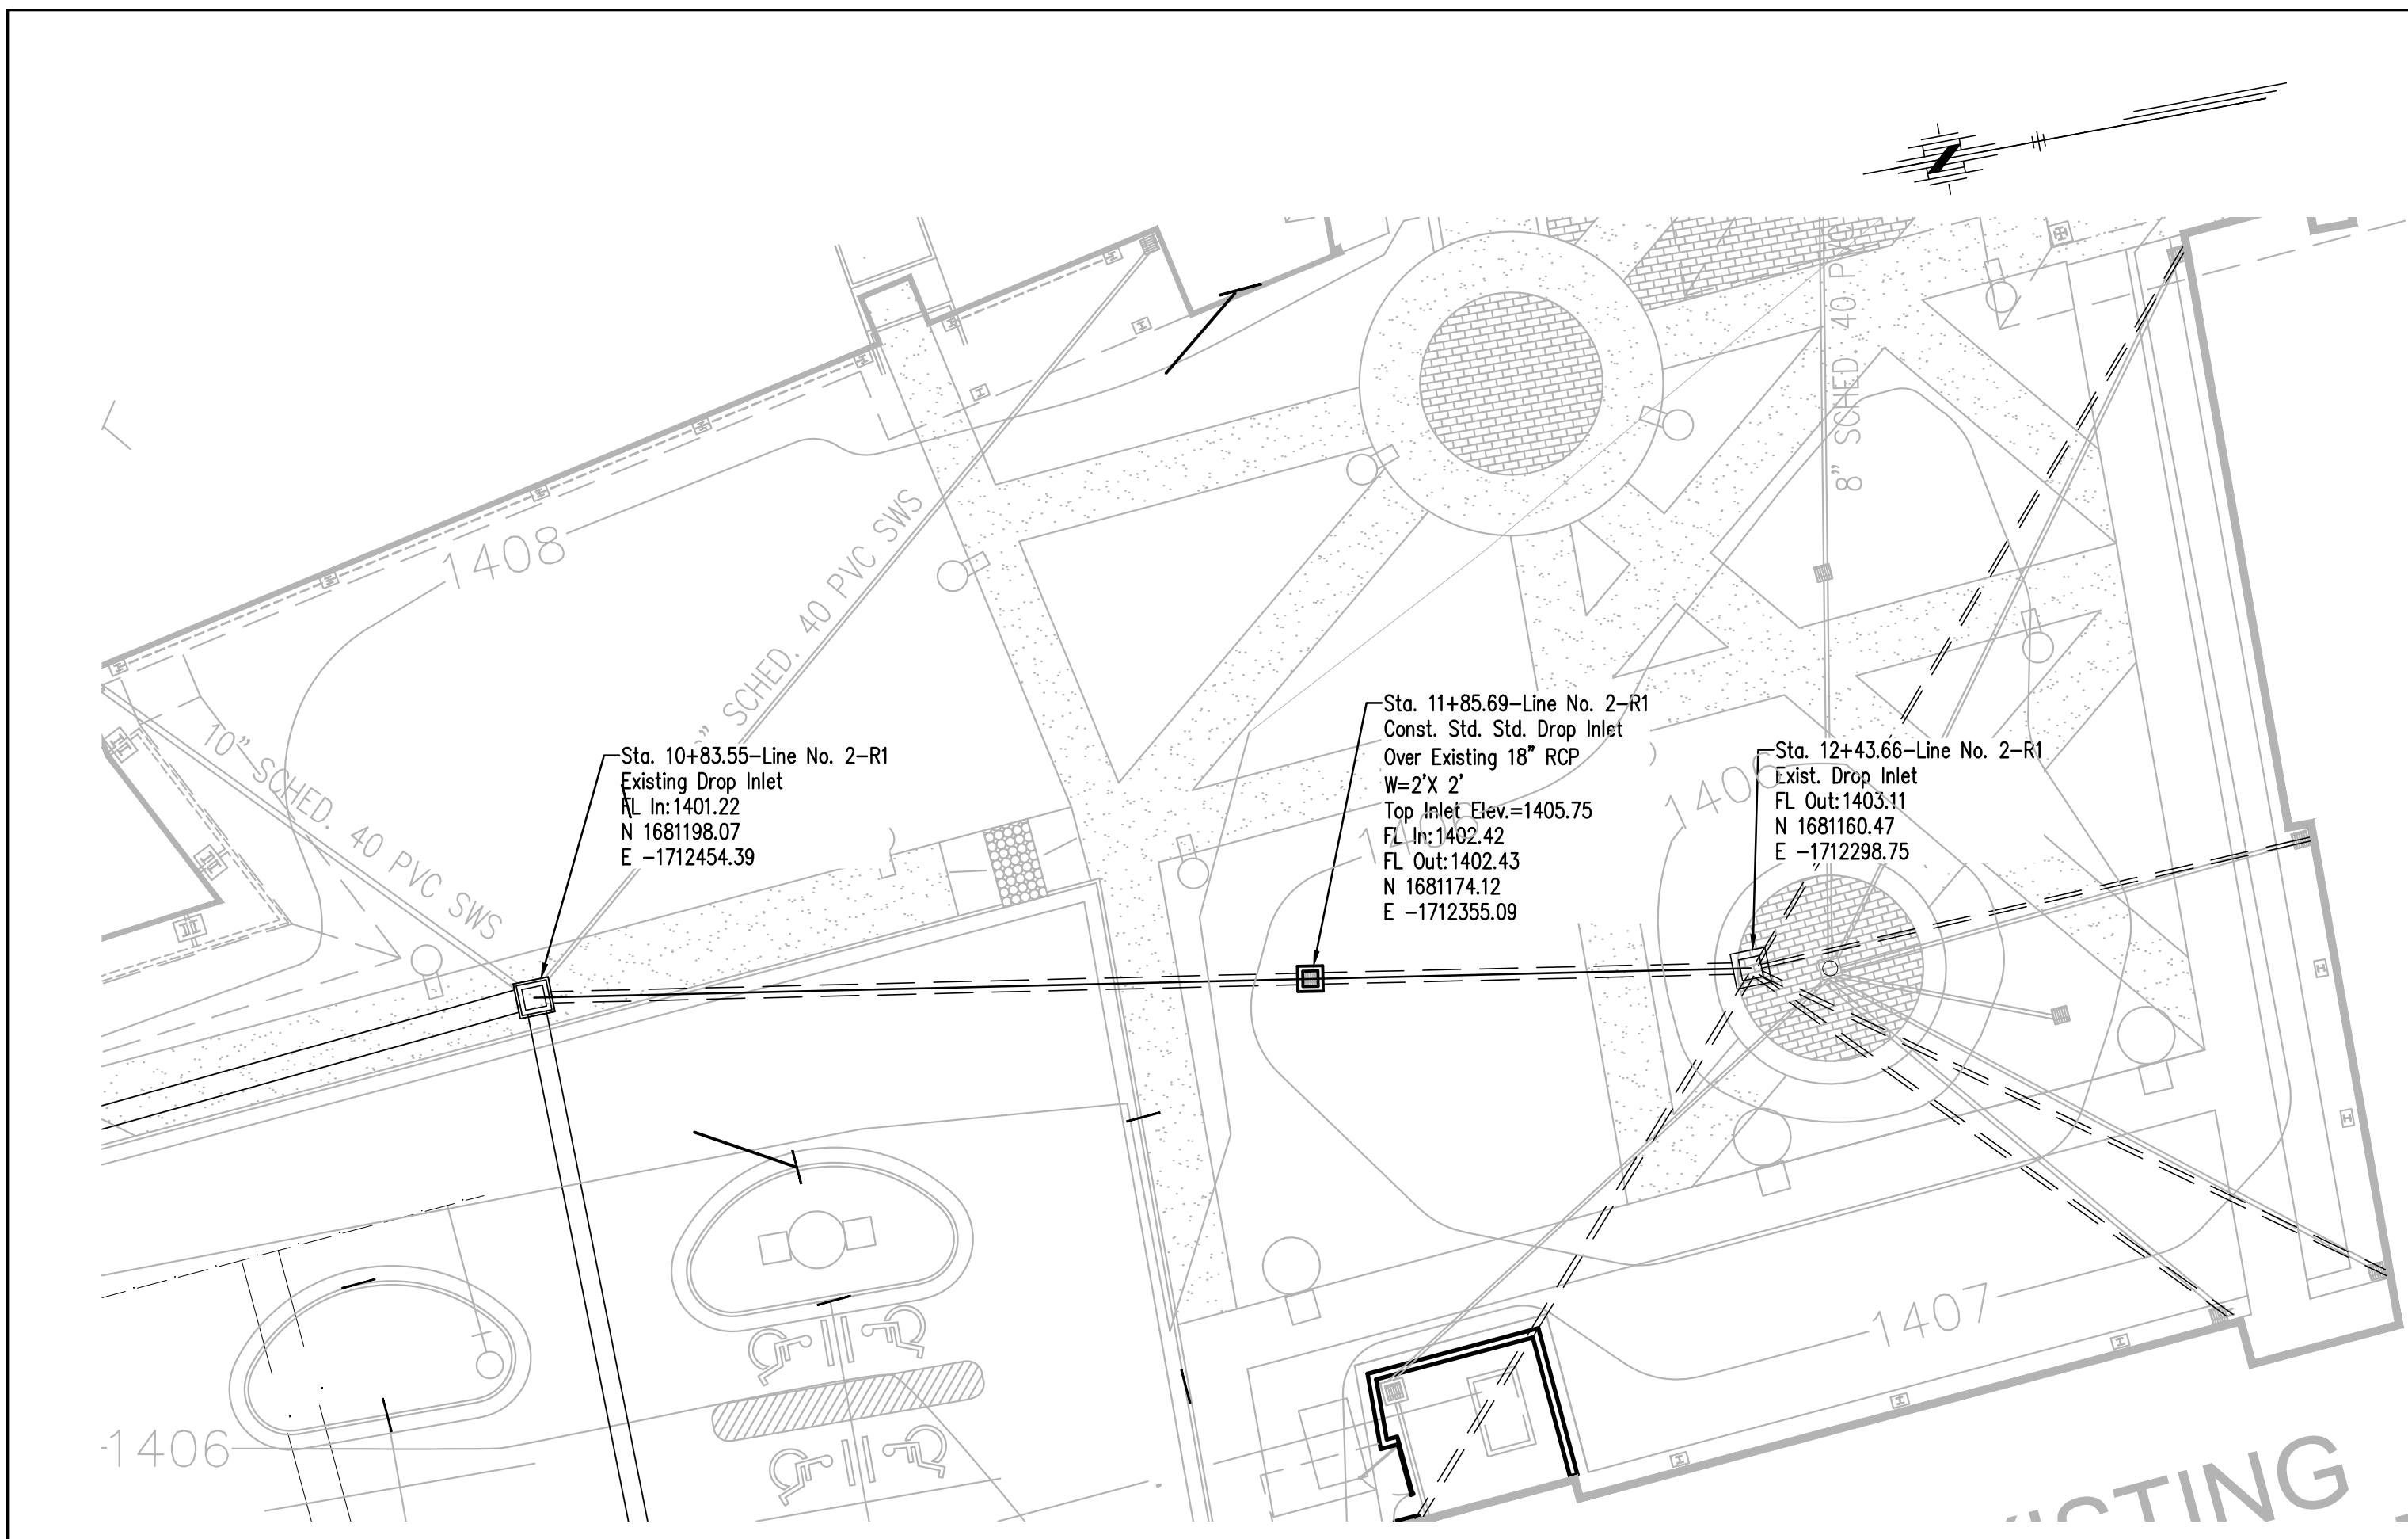 8" SCHED. 40 PVC
1408
" SCHED. 40 PVC SWS
10" SCHED. 40 PVC SWS
Sta. 10+83.55-Line No. 2-R1
Existing Drop Inlet
FL In:1401.22
N 1681198.07
E -1712454.39
Sta. 11+85.69-Line No. 2-R1
Const. Std. Std. Drop Inlet
Over Existing 18" RCP
W=2'X 2'
Top Inlet Elev.=1405.75
FL In:1402.42
FL Out:1402.43
N 1681174.12
E -1712355.09
1406
Sta. 12+43.66-Line No. 2-R1
Exist. Drop Inlet
FL Out:1403.11
N 1681160.47
E -1712298.75
1406
1407
1406